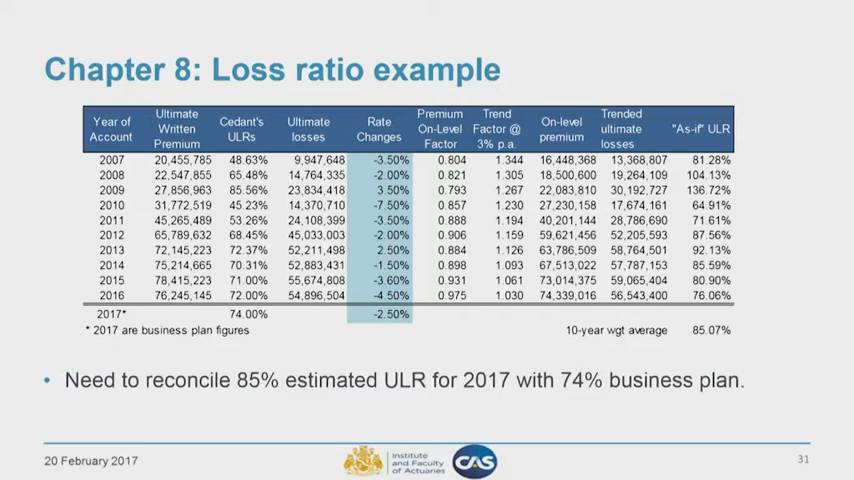 Chapter 8: Loss ratio example
Year of Account Ultimate Written Premium Cedant's ULRs Ultimate losses Rate Changes Premium On-Level Factor Trend Factor @ 3% p.a. On-level premium Trended ultimate losses "As-if" ULR
2007 20,455,785 48.63% 9,947,648 -3.50% 0.804 1.344 16,448,368 13,368,807 81.28%
2008 22,547,855 65.48% 14,764,335 -2.00% 0.821 1.305 18,500,600 19,264,109 104.13%
2009 27,856,963 85.56% 23,834,418 3.50% 0.793 1.267 22,083,810 30,192,727 136.72%
2010 31,772,519 45.23% 14,370,710 -7.50% 0.857 1.230 27,230,158 17,674,161 64.91%
2011 45,265,489 53.26% 24,108,399 -3.50% 0.888 1.194 40,201,144 28,786,690 71.61%
2012 65,789,632 68.45% 45,033,003 -2.00% 0.906 1.159 59,621,456 52,205,593 87.56%
2013 72,145,223 72.37% 52,211,498 2.50% 0.884 1.126 63,786,509 58,764,501 92.13%
2014 75,214,665 70.31% 52,883,431 -1.50% 0.898 1.093 67,513,022 57,787,153 85.59%
2015 78,415,223 71.00% 55,674,808 -3.60% 0.931 1.061 73,014,375 59,065,404 80.90%
2016 76,245,145 72.00% 54,896,504 -4.50% 0.975 1.030 74,339,016 56,543,400 76.06%
2017* 74.00% -2.50%
* 2017 are business plan figures 10-year wgt average 85.07%
• Need to reconcile 85% estimated ULR for 2017 with 74% business plan.
20 February 2017
Institute
and Faculty
of Actuaries
CAS
31